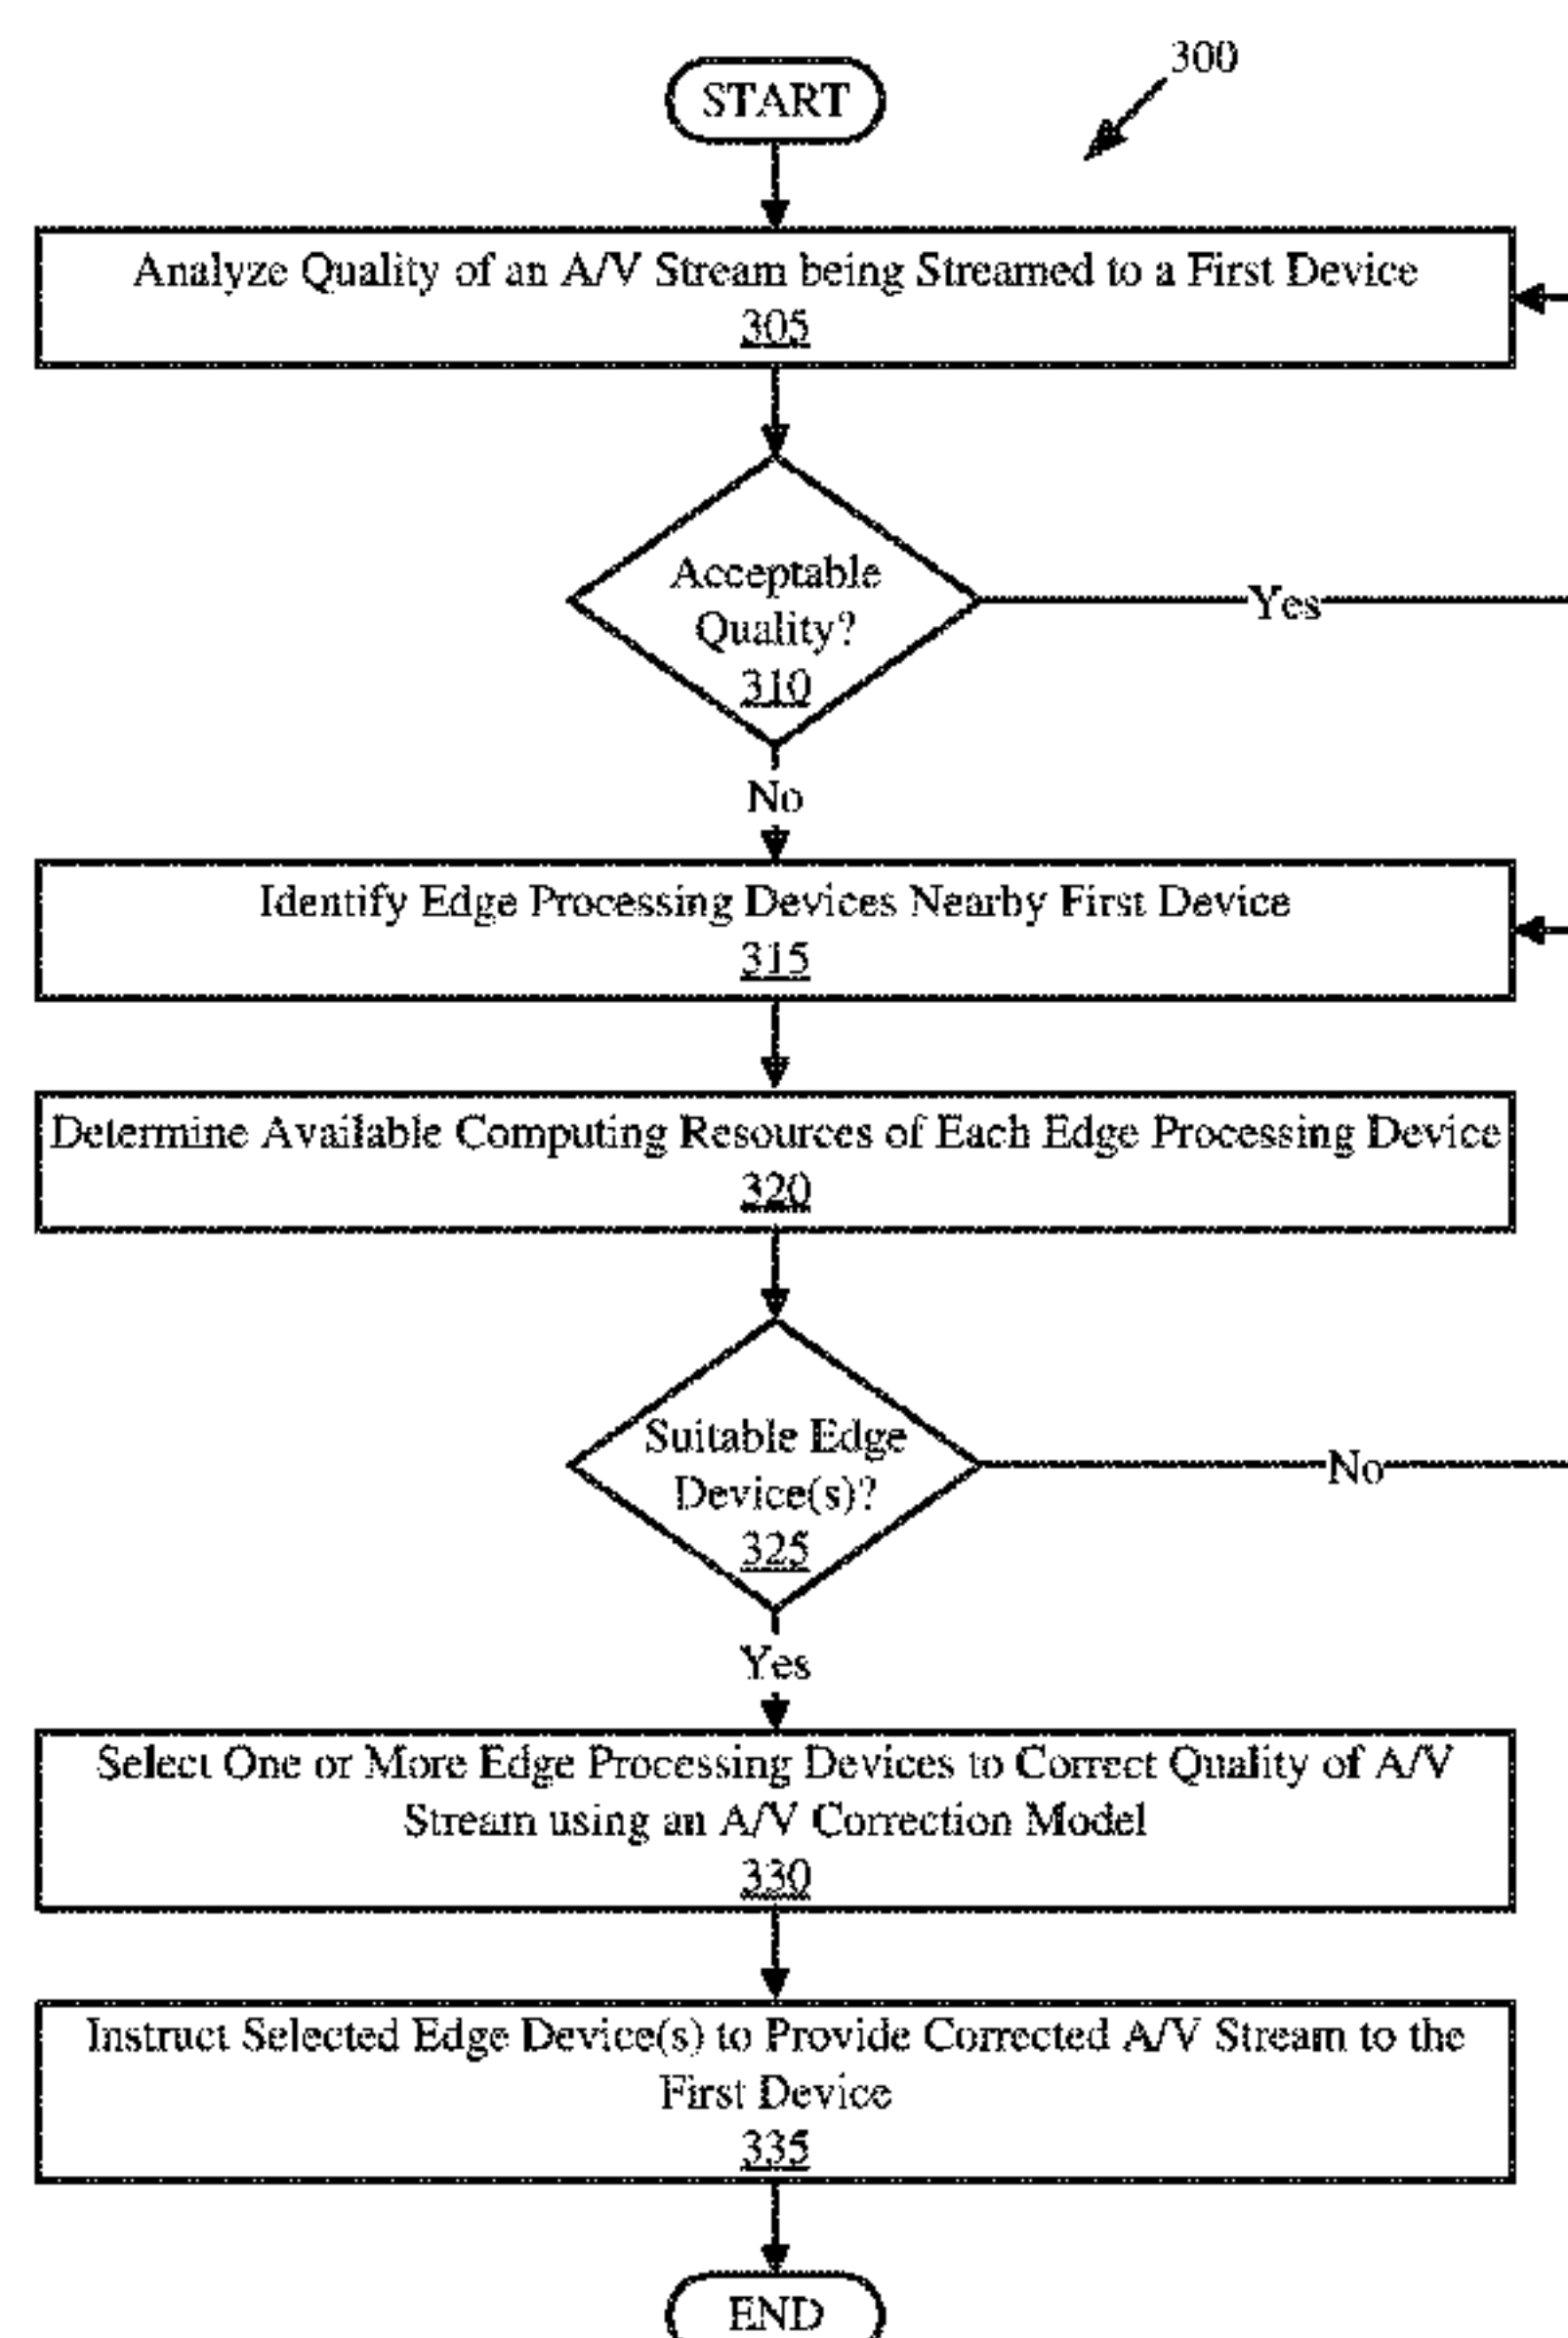 300
START
Analyze Quality of an A/V Stream being Streamed to a First Device
305
Acceptable
Quality?
310
Yes
No
Identify Edge Processing Devices Nearby First Device
315
Determine Available Computing Resources of Each Edge Processing Device
320
Suitable Edge
Device(s)?
325
No
Yes
Select One or More Edge Processing Devices to Correct Quality of A/V
Stream using an A/V Correction Model
330
Instruct Selected Edge Device(s) to Provide Corrected A/V Stream to the
First Device
335
END